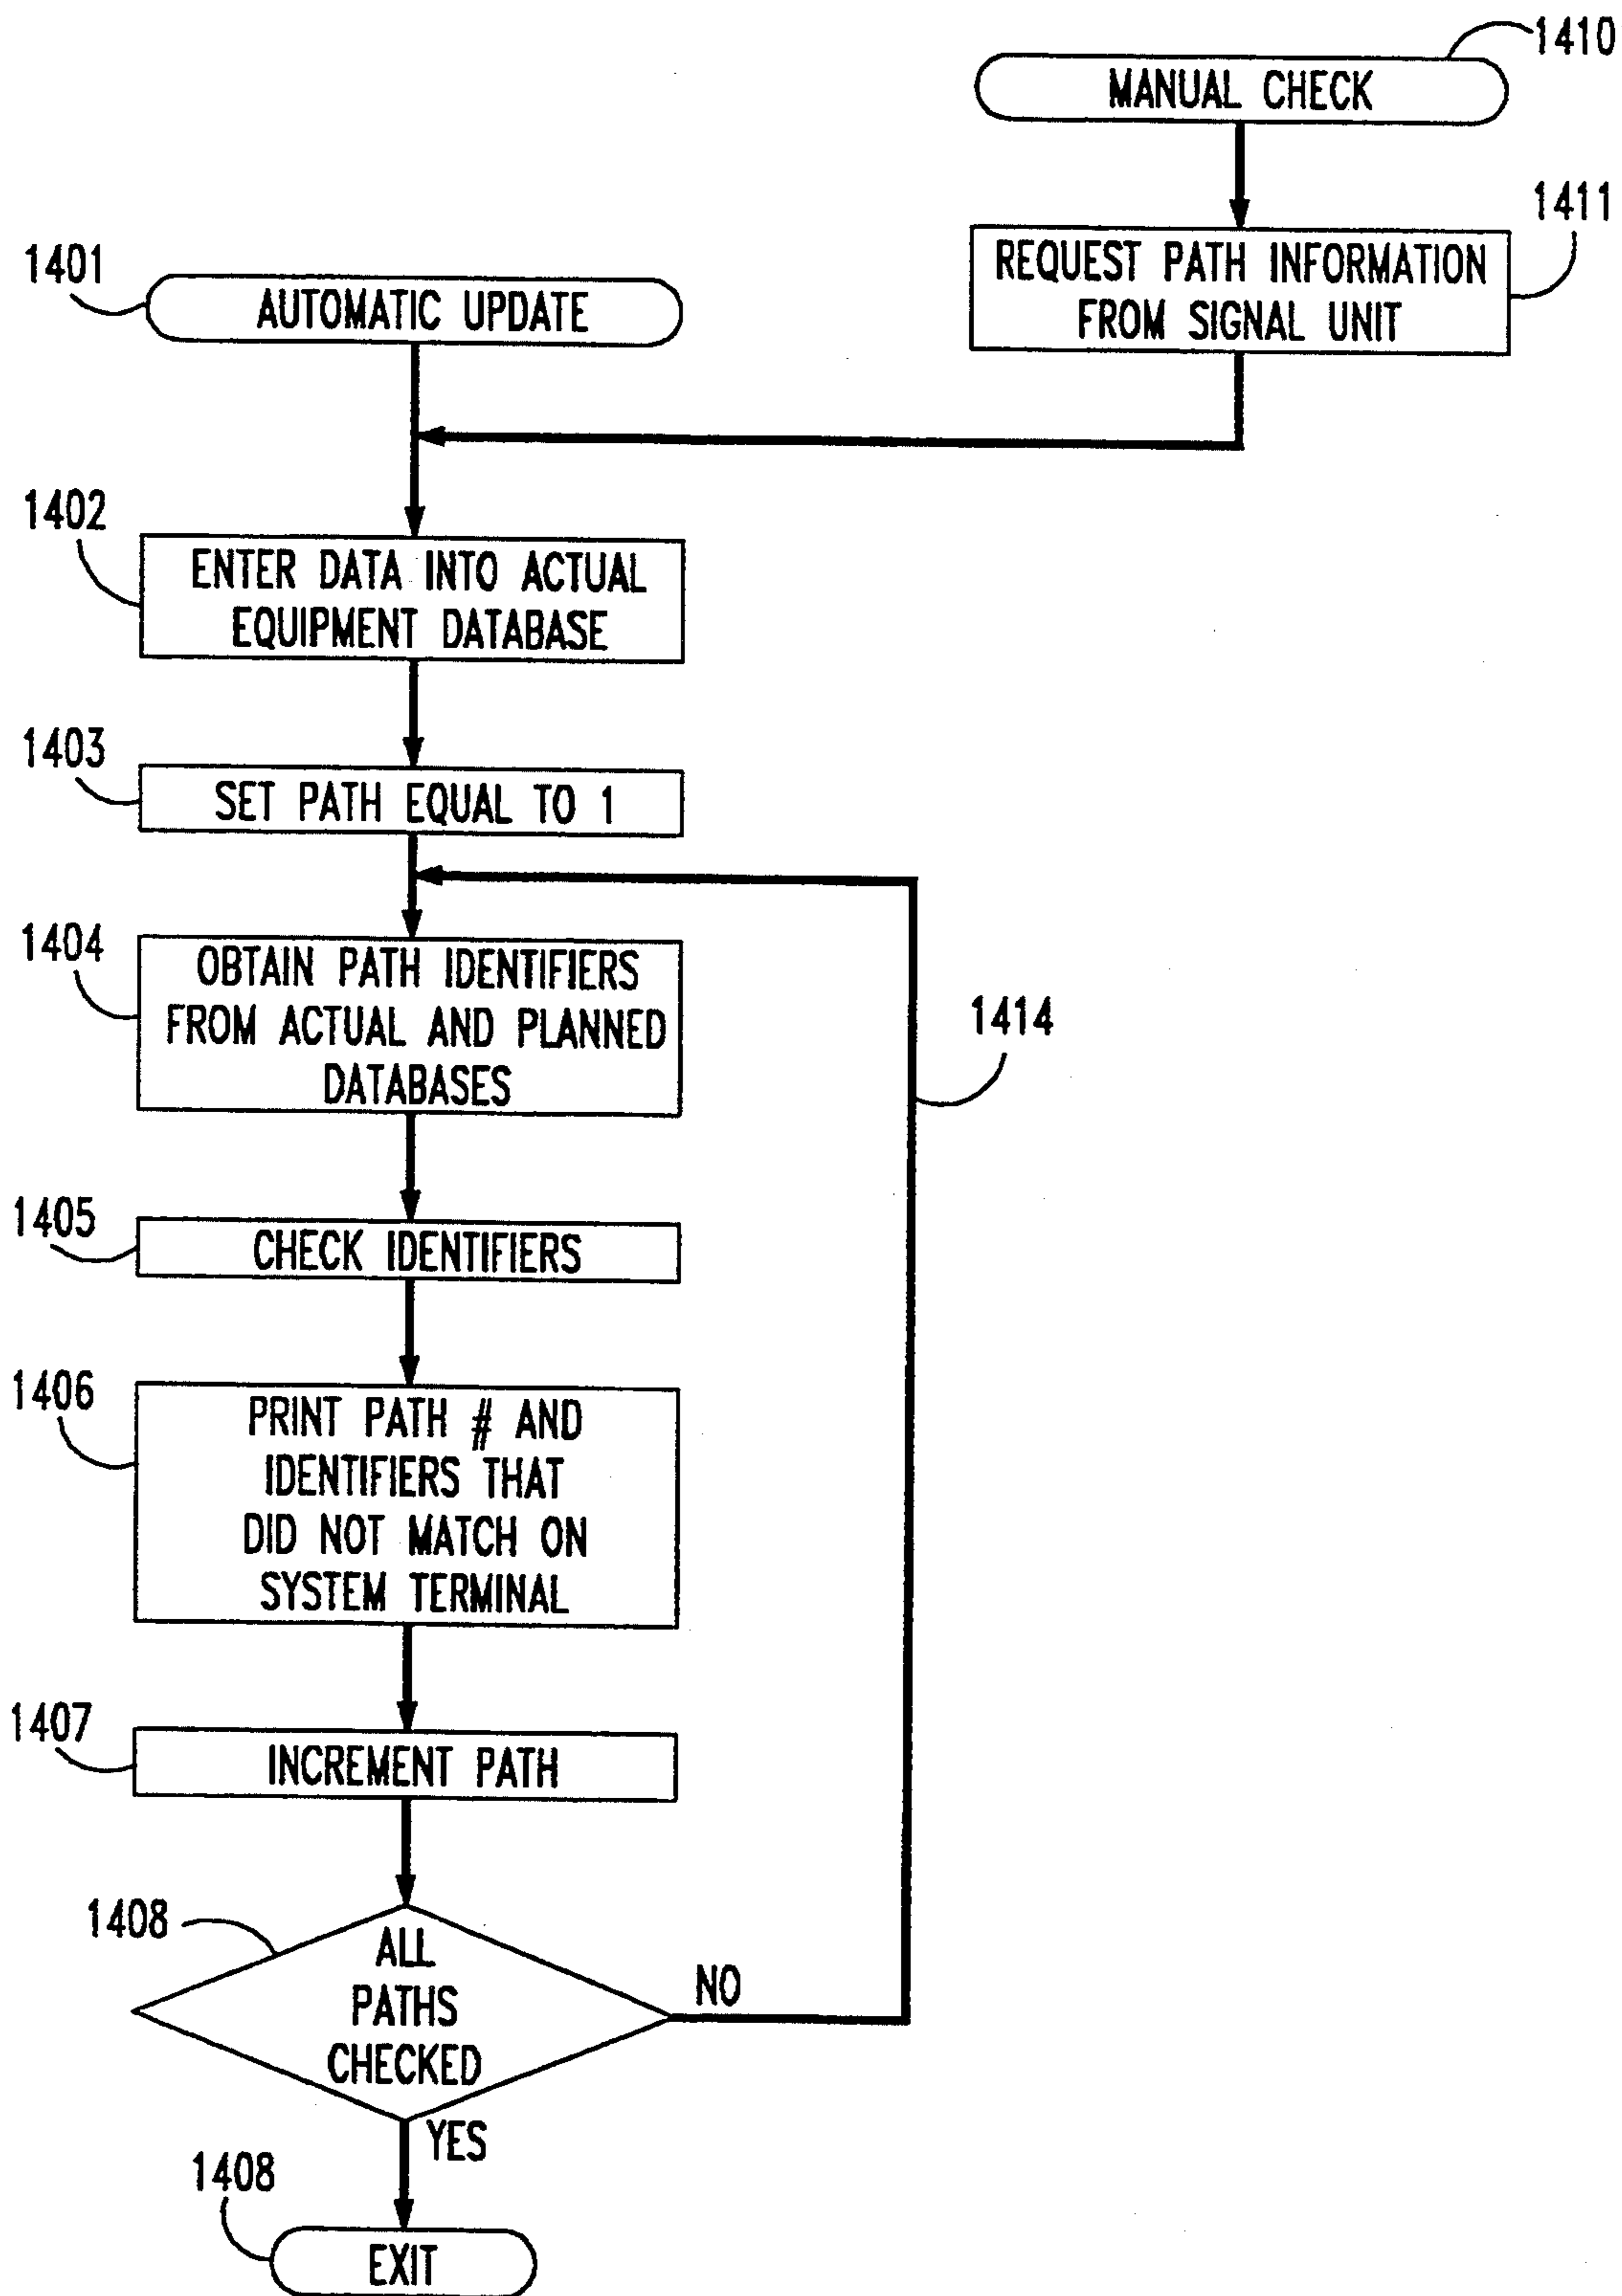 1410
MANUAL CHECK
1411
REQUEST PATH INFORMATION
FROM SIGNAL UNIT
1401
AUTOMATIC UPDATE
1402
ENTER DATA INTO ACTUAL
EQUIPMENT DATABASE
1403
SET PATH EQUAL TO 1
1404
OBTAIN PATH IDENTIFIERS
FROM ACTUAL AND PLANNED
DATABASES
1414
1405
CHECK IDENTIFIERS
1406
PRINT PATH # AND
IDENTIFIERS THAT
DID NOT MATCH ON
SYSTEM TERMINAL
1407
INCREMENT PATH
1408
ALL
PATHS
CHECKED
NO
YES
1408
EXIT